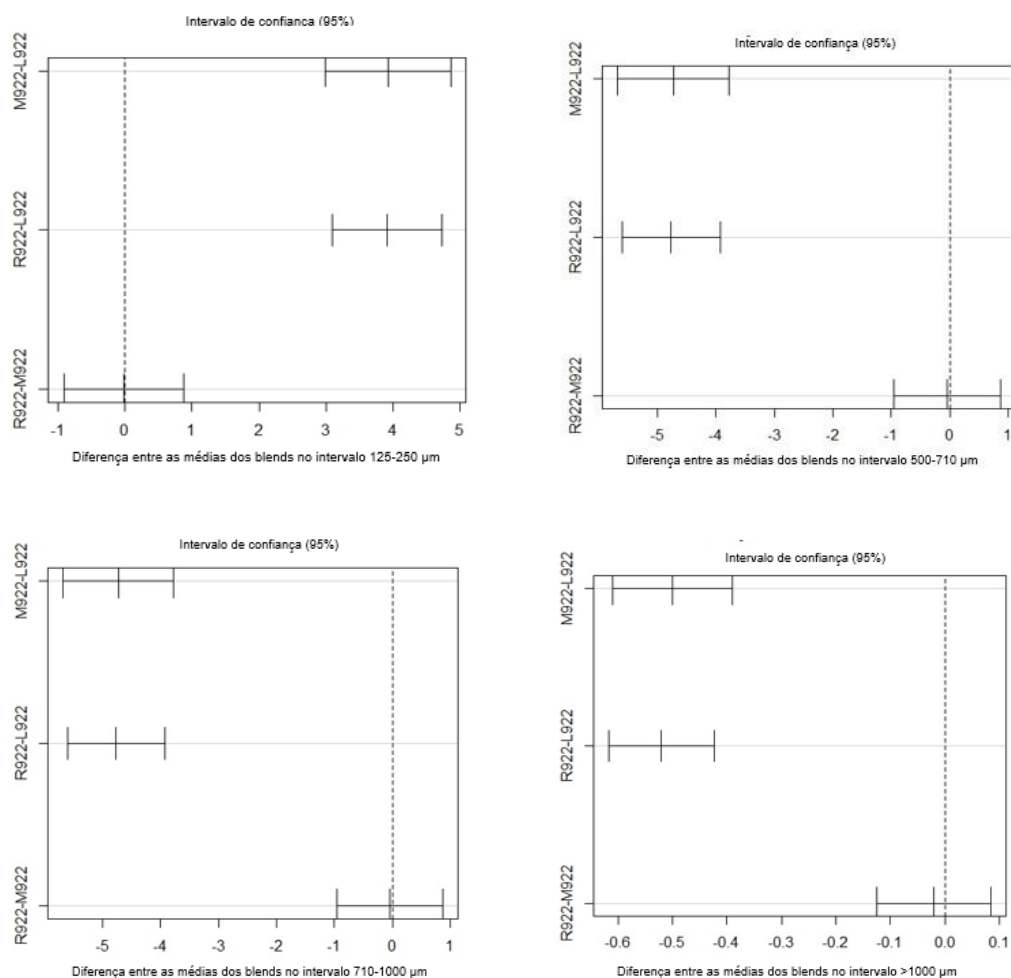 Intervalo de confianca (95%)
M922-L922
R922-L922
R922-M922
-1 0 1 2 3 4 5
Diferença entre as médias dos blends no intervalo 125-250 µm
Intervalo de confiança (95%)
M922-L922
R922-L922
R922-M922
-5 -4 -3 -2 -1 0 1
Diferença entre as médias dos blends no intervalo 500-710 µm
Intervalo de confiança (95%)
M922-L922
R922-L922
R922-M922
-5 -4 -3 -2 -1 0 1
Diferença entre as médias dos blends no intervalo 710-1000 µm
Intervalo de confiança (95%)
M922-L922
R922-L922
R922-M922
-0.6 -0.5 -0.4 -0.3 -0.2 -0.1 0.0 0.1
Diferença entre as médias dos blends no intervalo >1000 µm